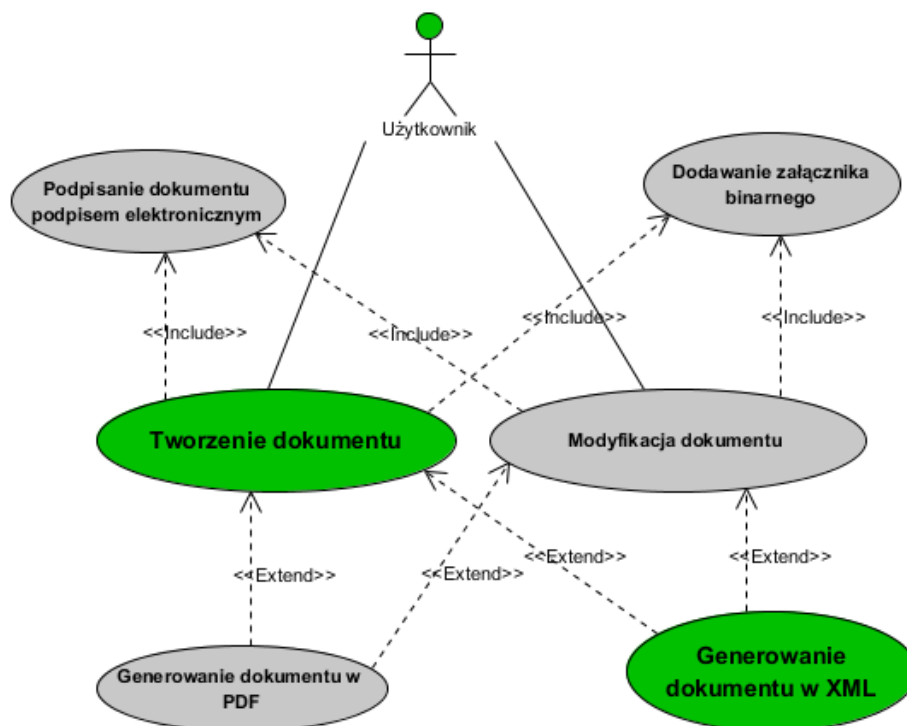 Użytkownik
Podpisanie dokumentu
podpisem elektronicznym
Dodawanie załącznika
binarnego
<<Include>>
<<Include>>
<<Include>>
<<Include>>
Tworzenie dokumentu
Modyfikacja dokumentu
<<Extend>>
<<Extend>>
<<Extend>>
<<Extend>>
Generowanie dokumentu w
PDF
Generowanie
dokumentu w XML